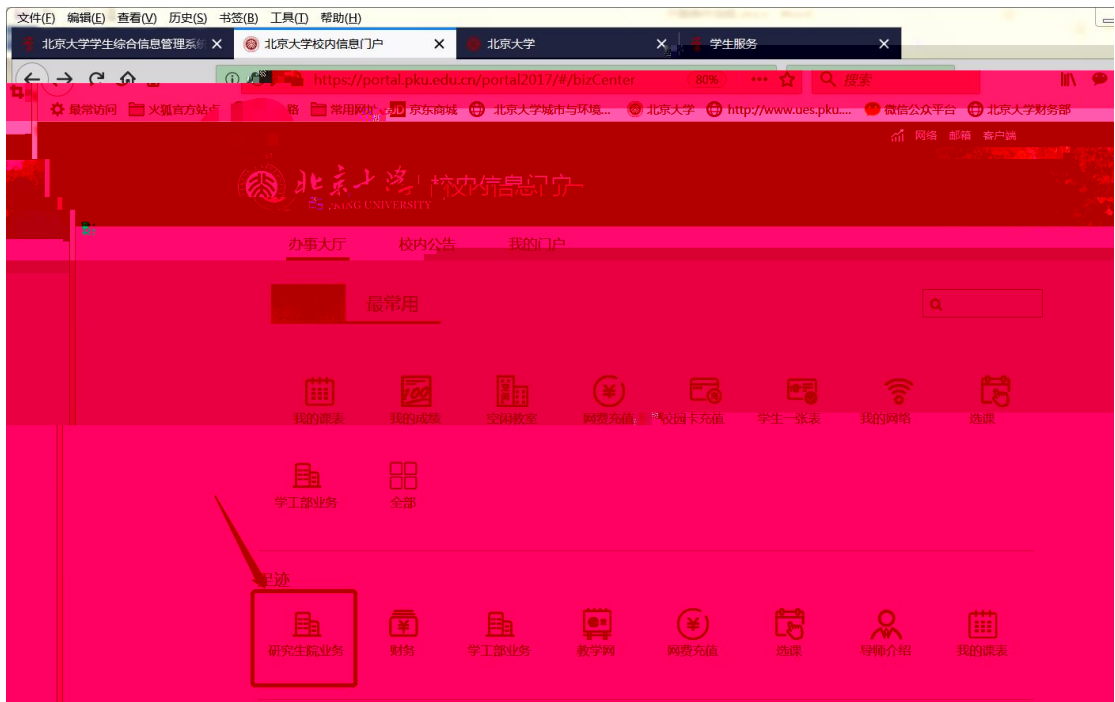 文件(F) 编辑(E) 查看(V) 历史(S) 书签(B) 工具(T) 帮助(H)
北京大学学生综合信息管理系统 × 北京大学校内信息门户 × 北京大学 × 学生服务 ×
https://portal.pku.edu.cn/portal2017/#/bizCenter 80% ••• 搜索
最常访问 火狐官方站点 常用网址 JD 京东商城 北京大学城市与环境... 北京大学 http://www.ues.pku.... 微信公众平台 北京大学财务部
网络 邮箱 客户端
北京大学 校内信息门户
PEKING UNIVERSITY
办事大厅 校内公告 我的门户
最常用
我的课表 我的成绩 空闲教室 网费充值 校园卡充值 学生一张表 我的网络 选课
学工部业务 全部
足迹
研究生院业务 财务 学工部业务 教学网 网费充值 选课 导师介绍 我的课表